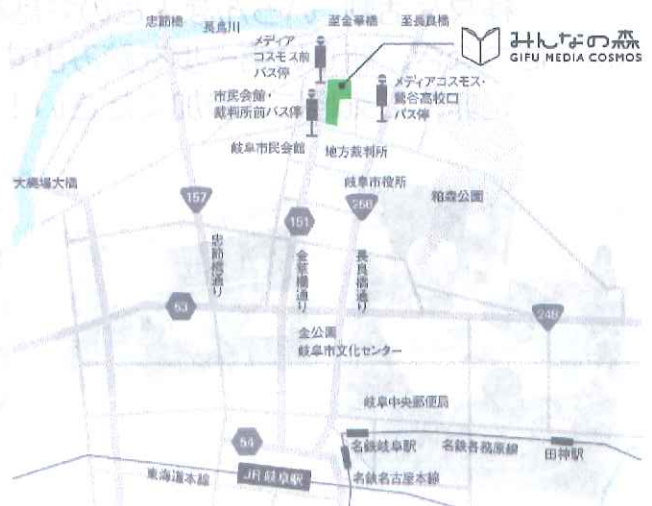 忠節橋
長良川
至金華橋
至長良橋
みんなの森
GIFU MEDIA COSMOS
メディア
コスモス前
バス停
メディアコスモス・
鶯谷高校口
バス停
市民会館・
裁判所前バス停
岐阜市民会館
地方裁判所
大縄場大橋
岐阜市役所
粕森公園
157
151
256
忠節橋通り
金華橋通り
長良橋通り
53
248
金公園
岐阜市文化センター
岐阜中央郵便局
54
名鉄岐阜駅
名鉄各務原線
田神駅
東海道本線
JR 岐阜駅
名鉄名古屋本線